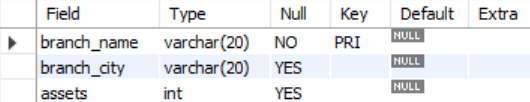 Field Type Null Key Default Extra
branch_name varchar(20) NO PRI NULL
branch_city varchar(20) YES NULL
assets int YES NULL